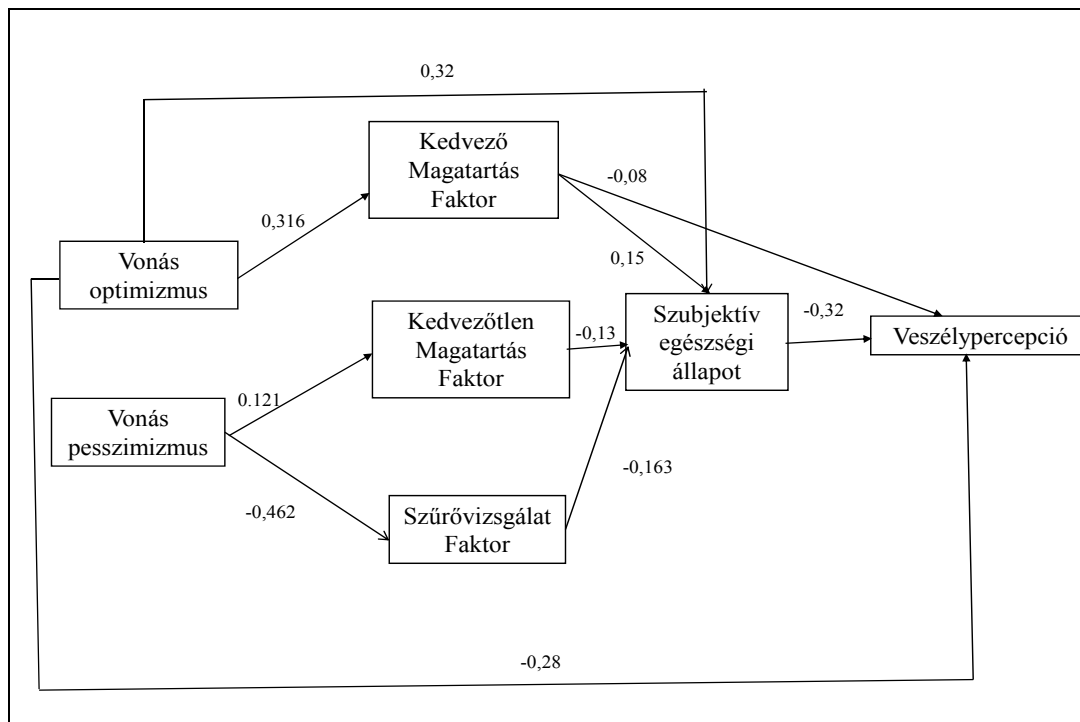 0,32
Kedvező
Magatartás
Faktor
-0,08
0,316
0,15
Vonás
optimizmus
Kedvezőtlen
Magatartás
Faktor
-0,13
Szubjektív
egészségi
állapot
-0,32
Veszélypercepció
0.121
Vonás
pesszimizmus
-0,163
-0,462
Szűrővizsgálat
Faktor
-0,28